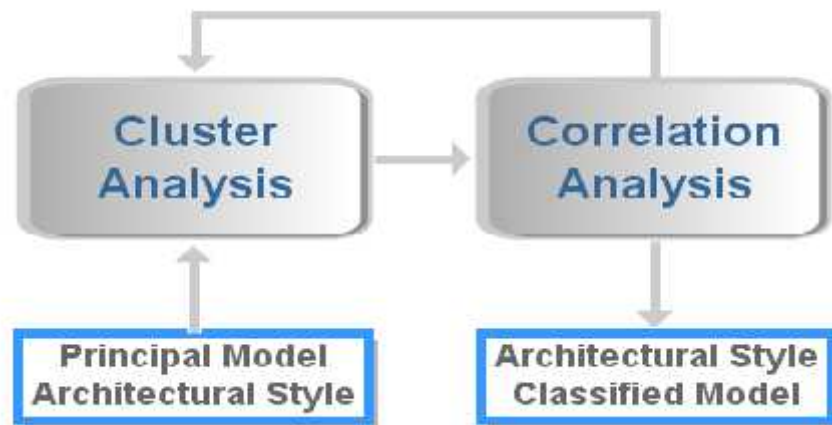 Cluster
Analysis
Correlation
Analysis
Principal Model
Architectural Style
Architectural Style
Classified Model